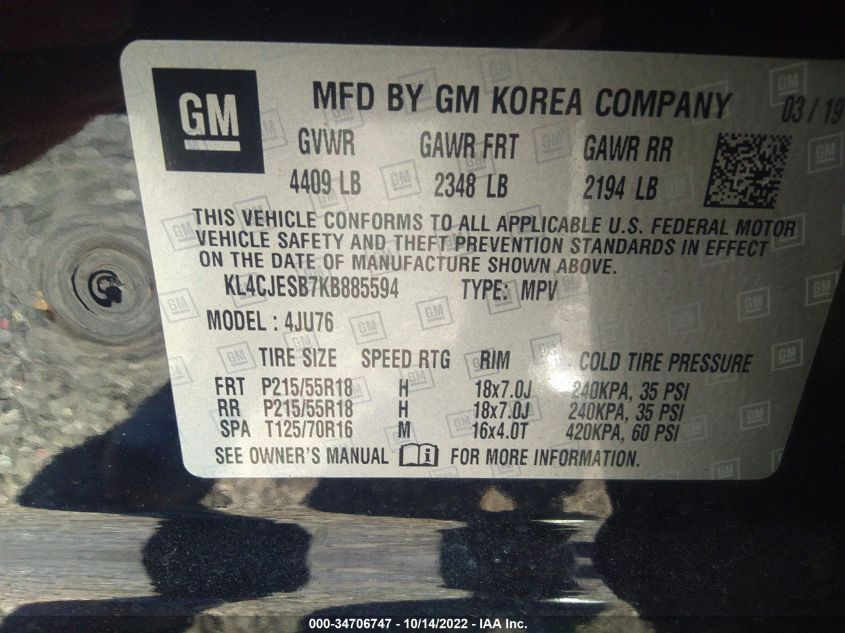 GM
MFD BY GM KOREA COMPANY 03/19
GVWR GAWR FRT GAWR RR
4409 LB 2348 LB 2194 LB
THIS VEHICLE CONFORMS TO ALL APPLICABLE U.S. FEDERAL MOTOR
VEHICLE SAFETY AND THEFT PREVENTION STANDARDS IN EFFECT
ON THE DATE OF MANUFACTURE SHOWN ABOVE.
KL4CJESB7KB885594 TYPE: MPV
MODEL : 4JU76
TIRE SIZE SPEED RTG RIM COLD TIRE PRESSURE
FRT P215/55R18 H 18x7.0J 240KPA, 35 PSI
RR P215/55R18 H 18x7.0J 240KPA, 35 PSI
SPA T125/70R16 M 16x4.0T 420KPA, 60 PSI
SEE OWNER'S MANUAL i FOR MORE INFORMATION.
000-34706747 - 10/14/2022 - IAA Inc.